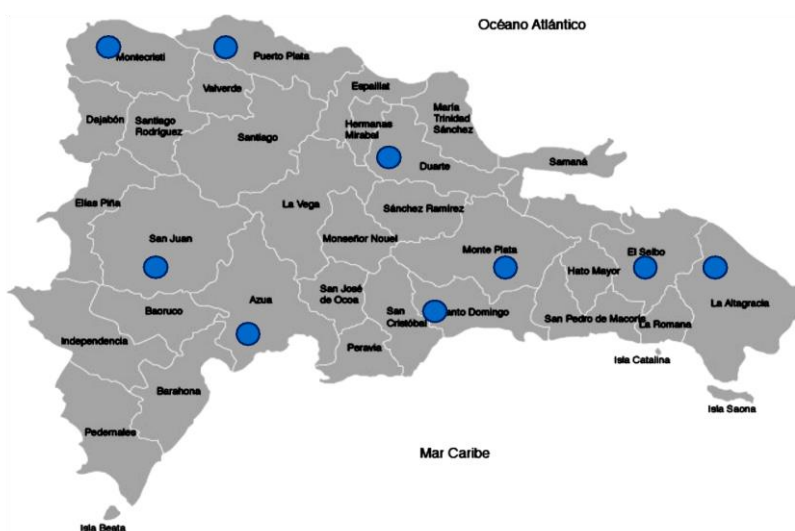 Océano Atlántico
Montecristi
Puerto Plata
Valverde
Espaillat
Dajabón
Santiago
Rodríguez
Santiago
Hermanas
Mirabal
María
Trinidad
Sánchez
Duarte
Samaná
Elías Piña
La Vega
Sánchez Ramírez
San Juan
Monseñor Nouel
Monte Plata
El Seibo
Hato Mayor
San José
de Ocoa
Azua
Baoruco
La Altagracia
San
Cristóbal
anto Domingo
San Pedro de Macorís
La Romana
Independencia
Peravia
Isla Catalina
Barahona
Isla Saona
Pedernales
Mar Caribe
Isla Beata